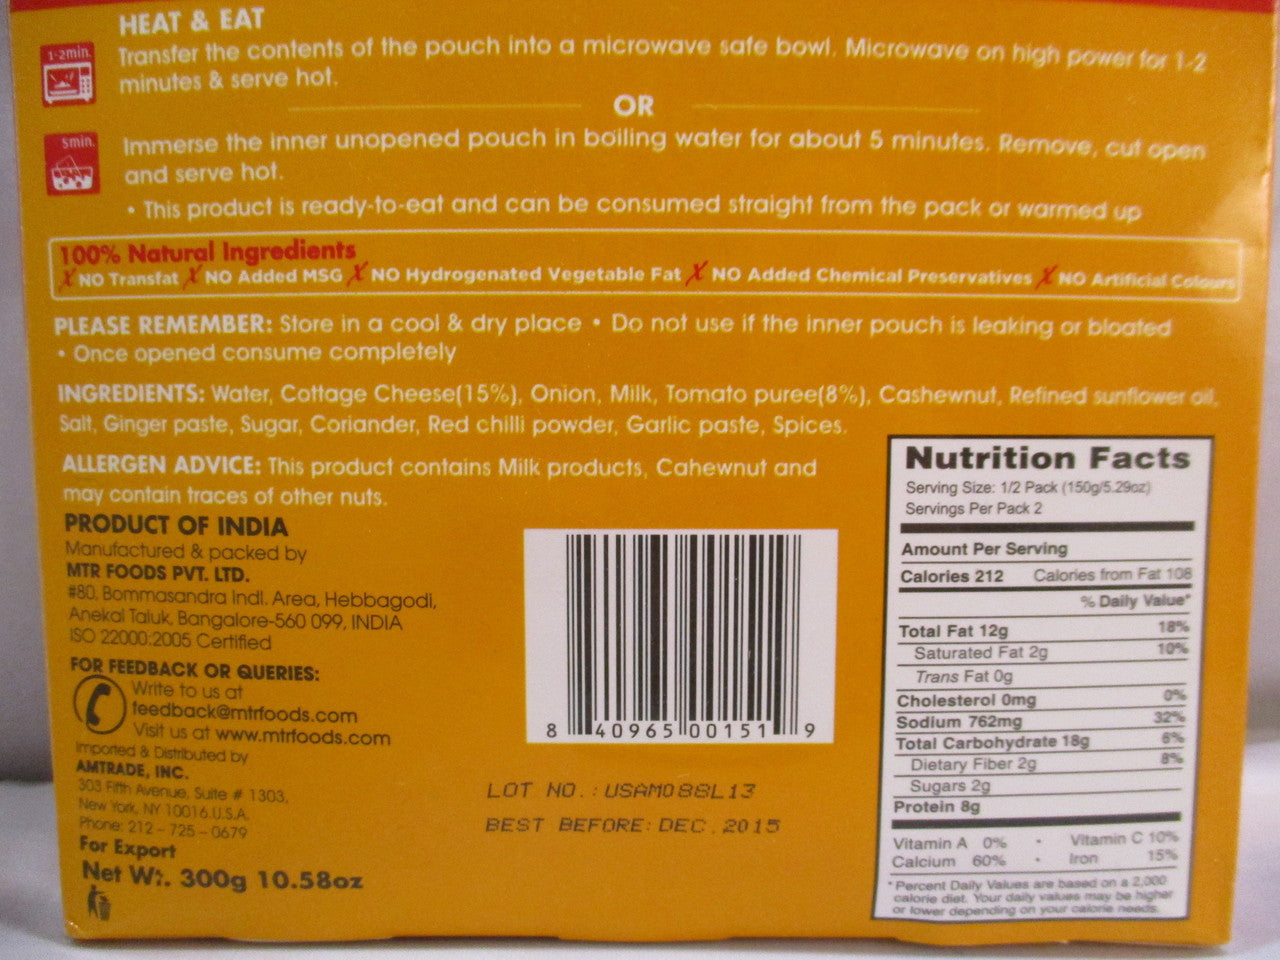 HEAT & EAT
1-2min.
Transfer the contents of the pouch into a microwave safe bowl. Microwave on high power for 1-2
minutes & serve hot.
OR
5min.
Immerse the inner unopened pouch in boiling water for about 5 minutes. Remove, cut open
and serve hot.
• This product is ready-to-eat and can be consumed straight from the pack or warmed up
100% Natural Ingredients
✗ NO Transfat ✗ NO Added MSG ✗ NO Hydrogenated Vegetable Fat ✗ NO Added Chemical Preservatives ✗ NO Artificial Colours
PLEASE REMEMBER: Store in a cool & dry place • Do not use if the inner pouch is leaking or bloated
• Once opened consume completely
INGREDIENTS: Water, Cottage Cheese(15%), Onion, Milk, Tomato puree(8%), Cashewnut, Refined sunflower oil,
Salt, Ginger paste, Sugar, Coriander, Red chilli powder, Garlic paste, Spices.
ALLERGEN ADVICE: This product contains Milk products, Cahewnut and
may contain traces of other nuts.
PRODUCT OF INDIA
Manufactured & packed by
MTR FOODS PVT. LTD.
#80, Bommasandra Indl. Area, Hebbagodi,
Anekal Taluk, Bangalore-560 099, INDIA
ISO 22000:2005 Certified
FOR FEEDBACK OR QUERIES:
Write to us at
feedback@mtrfoods.com
Visit us at www.mtrfoods.com
Imported & Distributed by
AMTRADE, INC.
303 Fifth Avenue, Suite # 1303,
New York, NY 10016 U.S.A.
Phone: 212 - 725 - 0679
For Export
Net Wt. 300g 10.58oz
8 40965 00151 9
LOT NO.: USAM088L13
BEST BEFORE: DEC.2015
Nutrition Facts
Serving Size: 1/2 Pack (150g/5.29oz)
Servings Per Pack 2
Amount Per Serving
Calories 212 Calories from Fat 108
% Daily Value*
Total Fat 12g 18%
Saturated Fat 2g 10%
Trans Fat 0g
Cholesterol 0mg 0%
Sodium 762mg 32%
Total Carbohydrate 18g 6%
Dietary Fiber 2g 8%
Sugars 2g
Protein 8g
Vitamin A 0% • Vitamin C 10%
Calcium 60% • Iron 15%
*Percent Daily Values are based on a 2,000
calorie diet. Your daily values may be higher
or lower depending on your calorie needs.